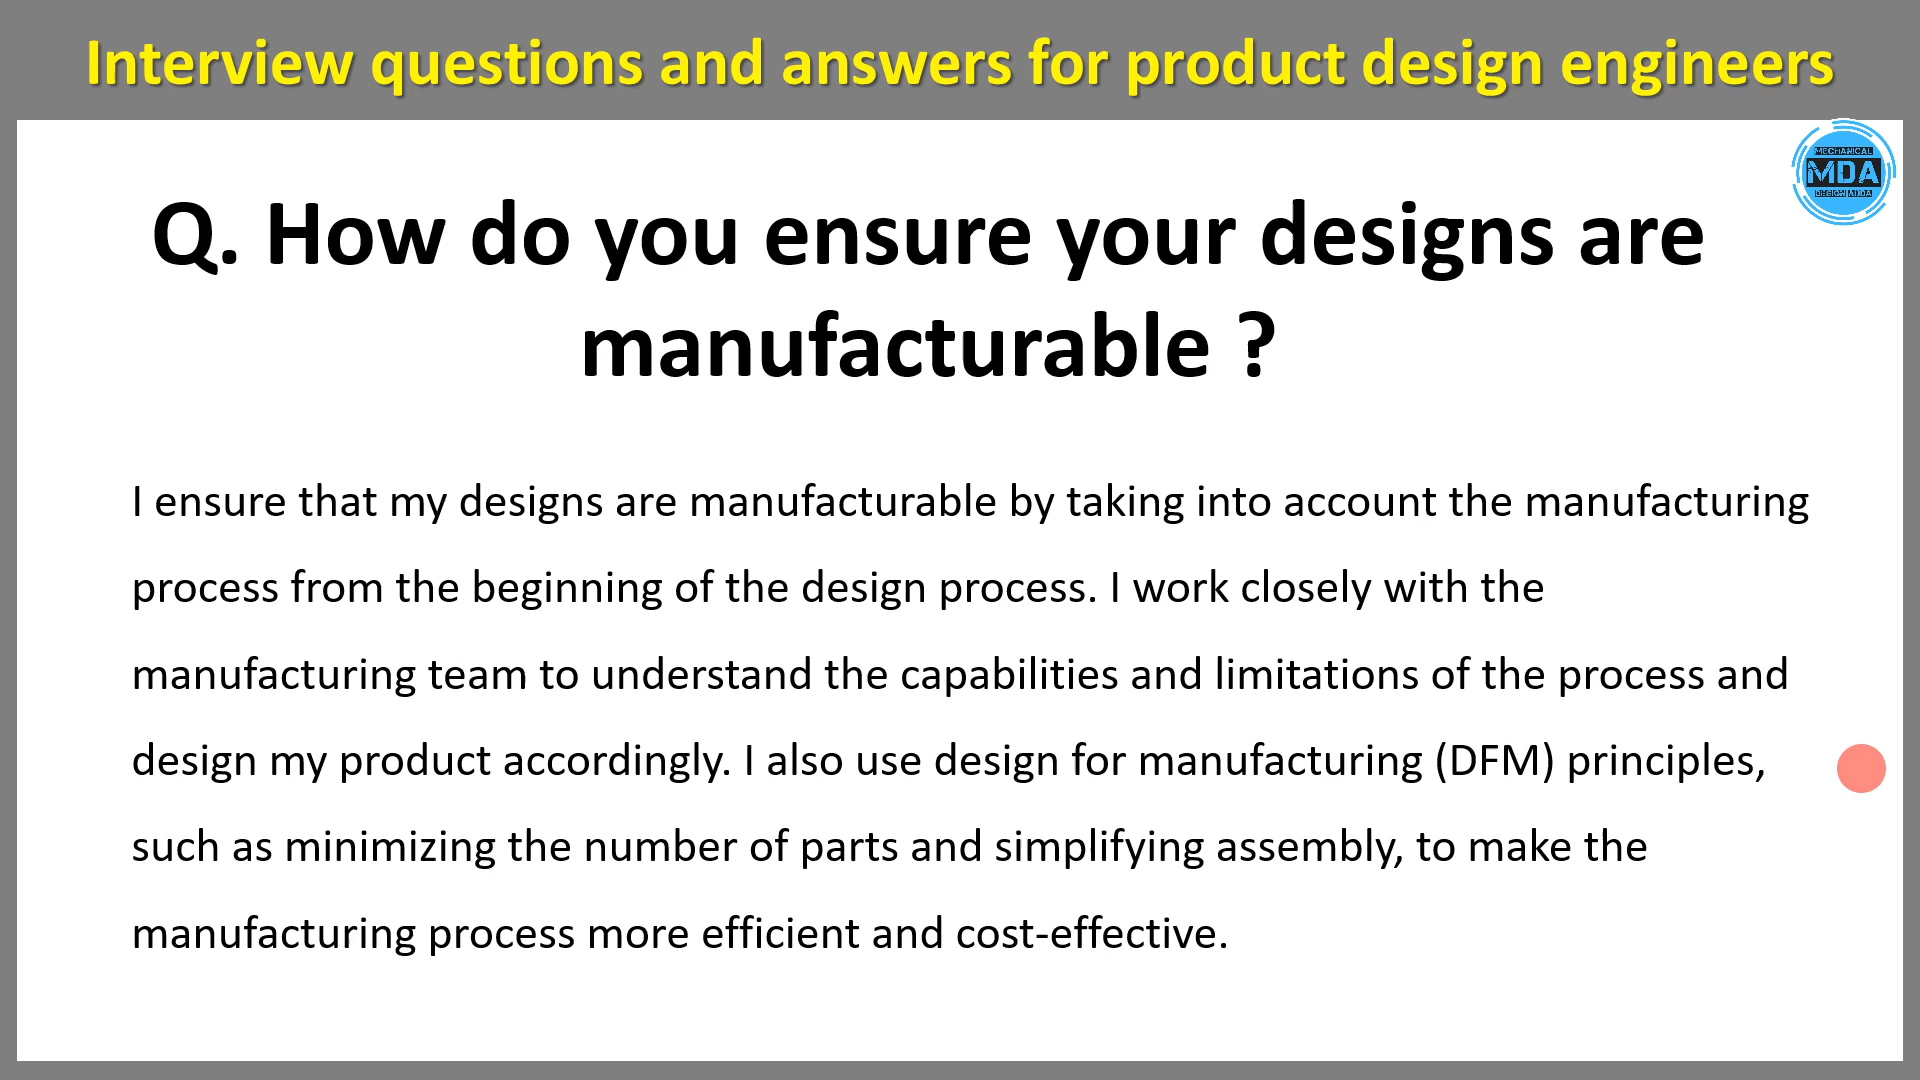 Interview questions and answers for product design engineers
MECHANICAL
MDA
DESIGN ADDA
Q. How do you ensure your designs are
manufacturable ?
I ensure that my designs are manufacturable by taking into account the manufacturing
process from the beginning of the design process. I work closely with the
manufacturing team to understand the capabilities and limitations of the process and
design my product accordingly. I also use design for manufacturing (DFM) principles,
such as minimizing the number of parts and simplifying assembly, to make the
manufacturing process more efficient and cost-effective.